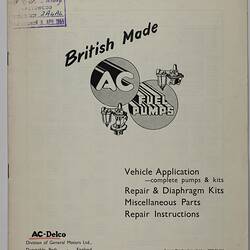 British Made
AC
FUEL
PUMPS
Vehicle Application
—complete pumps & kits
Repair & Diaphragm Kits
Miscellaneous Parts
Repair Instructions
AC-Delco
Division of General Motors Ltd.,
England